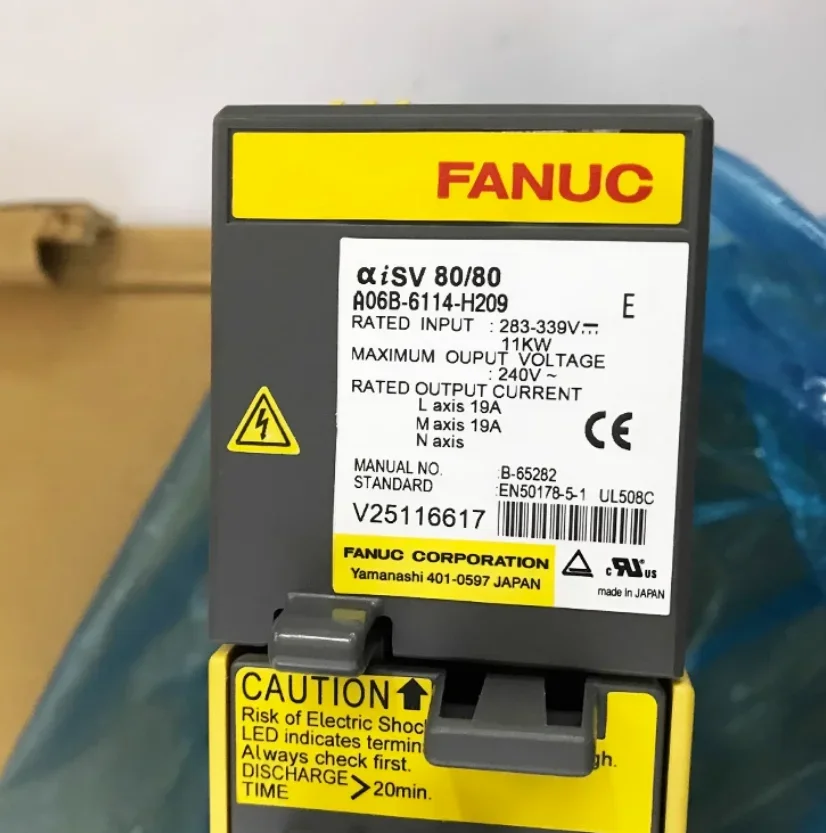 FANUC
αiSV 80/80
A06B-6114-H209 E
RATED INPUT : 283-339V⎓
11KW
MAXIMUM OUPUT VOLTAGE
: 240V ~
RATED OUTPUT CURRENT
L axis 19A
M axis 19A
N axis
CE
MANUAL NO. :B-65282
STANDARD :EN50178-5-1 UL508C
V25116617
FANUC CORPORATION
Yamanashi 401-0597 JAPAN
c RU US
made in JAPAN
CAUTION
Risk of Electric Shoc
LED indicates termin
Always check first. gh.
DISCHARGE
TIME >20min.